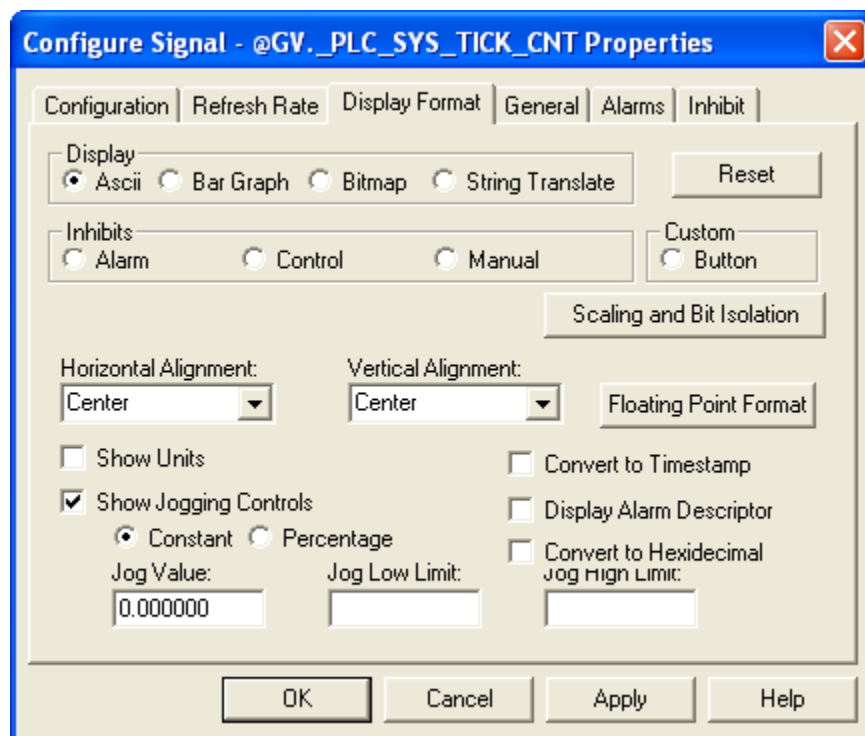 Configure Signal - @GV._PLC_SYS_TICK_CNT Properties
Configuration Refresh Rate Display Format General Alarms Inhibit
Display
Ascii Bar Graph Bitmap String Translate Reset
Inhibits Custom
Alarm Control Manual Button
Scaling and Bit Isolation
Horizontal Alignment: Vertical Alignment:
Center Center Floating Point Format
Show Units Convert to Timestamp
Show Jogging Controls Display Alarm Descriptor
Constant Percentage Convert to Hexidecimal
Jog Value: Jog Low Limit: Jog High Limit:
0.000000
OK Cancel Apply Help